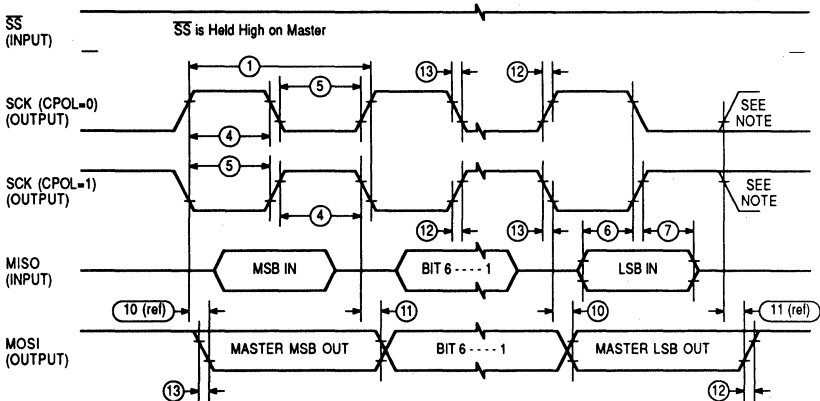 SS
(INPUT)
SS is Held High on Master
1
5
13
12
SCK (CPOL=0)
(OUTPUT)
4
SEE
NOTE
5
SCK (CPOL=1)
(OUTPUT)
4
12
13
6
7
SEE
NOTE
MISO
(INPUT)
MSB IN
BIT 6 - - - - 1
LSB IN
10 (ref)
11
10
11 (ref)
MOSI
(OUTPUT)
MASTER MSB OUT
BIT 6 - - - - 1
MASTER LSB OUT
13
12